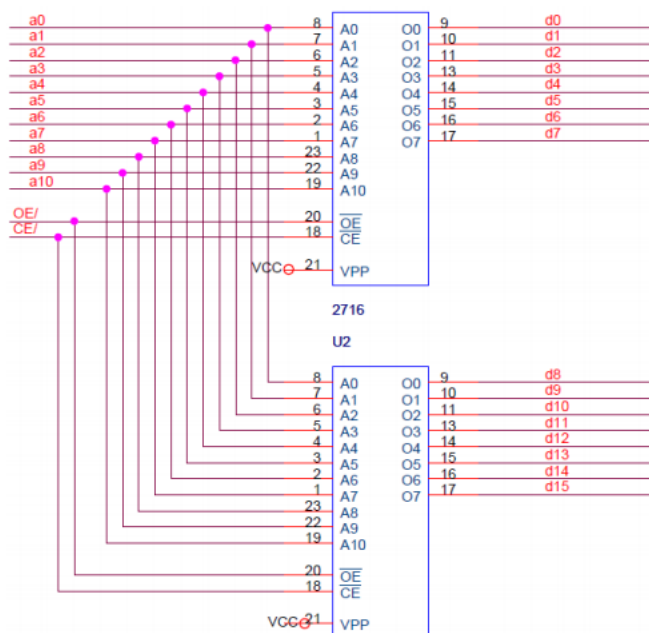 a0 8 A0 O0 9 d0
a1 7 A1 O1 10 d1
a2 6 A2 O2 11 d2
a3 5 A3 O3 13 d3
a4 4 A4 O4 14 d4
a5 3 A5 O5 15 d5
a6 2 A6 O6 16 d6
a7 1 A7 O7 17 d7
a8 23 A8
a9 22 A9
a10 19 A10
OE/ 20 OE
CE/ 18 CE
VCC 21 VPP
2716
U2
8 A0 O0 9 d8
7 A1 O1 10 d9
6 A2 O2 11 d10
5 A3 O3 13 d11
4 A4 O4 14 d12
3 A5 O5 15 d13
2 A6 O6 16 d14
1 A7 O7 17 d15
23 A8
22 A9
19 A10
20 OE
18 CE
VCC 21 VPP